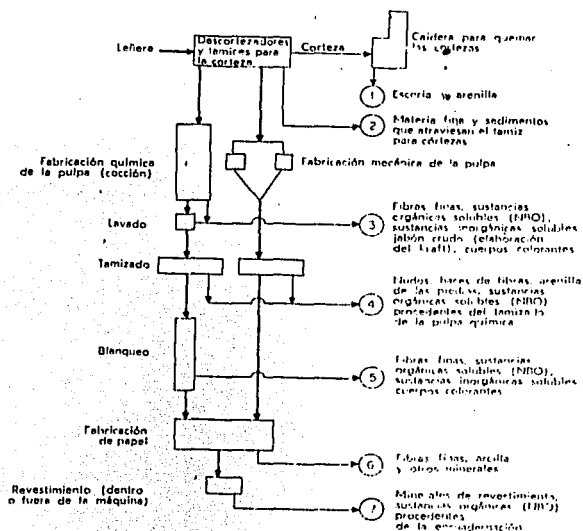 Leñera
Descortezadores
y tamices para
la corteza
Corteza
Caldera para quemar
las cortezas
1 Escoria y arenilla
2 Materia fina y sedimentos
que atraviesan el tamiz
para cortezas
Fabricación química
de la pulpa (cocción)
Fabricación mecánica de la pulpa
Lavado
3 Fibras finas, sustancias
orgánicas solubles (NBO),
sustancias inorgánicas solubles
jabón crudo (elaboración
del kraft), cuerpos colorantes
Tamizado
4 Nudos, haces de fibras, arenilla
de las piedras, sustancias
orgánicas solubles (NBO)
procedentes del tamizado
de la pulpa química
Blanqueo
5 Fibras finas, sustancias
orgánicas solubles (NBO),
sustancias inorgánicas solubles
cuerpos colorantes
Fabricación
de papel
6 Fibras finas, arcilla
y otros minerales
Revestimiento (dentro
o fuera de la máquina)
7 Minerales de revestimiento,
sustancias orgánicas (NBO)
procedentes
de la encuadernación